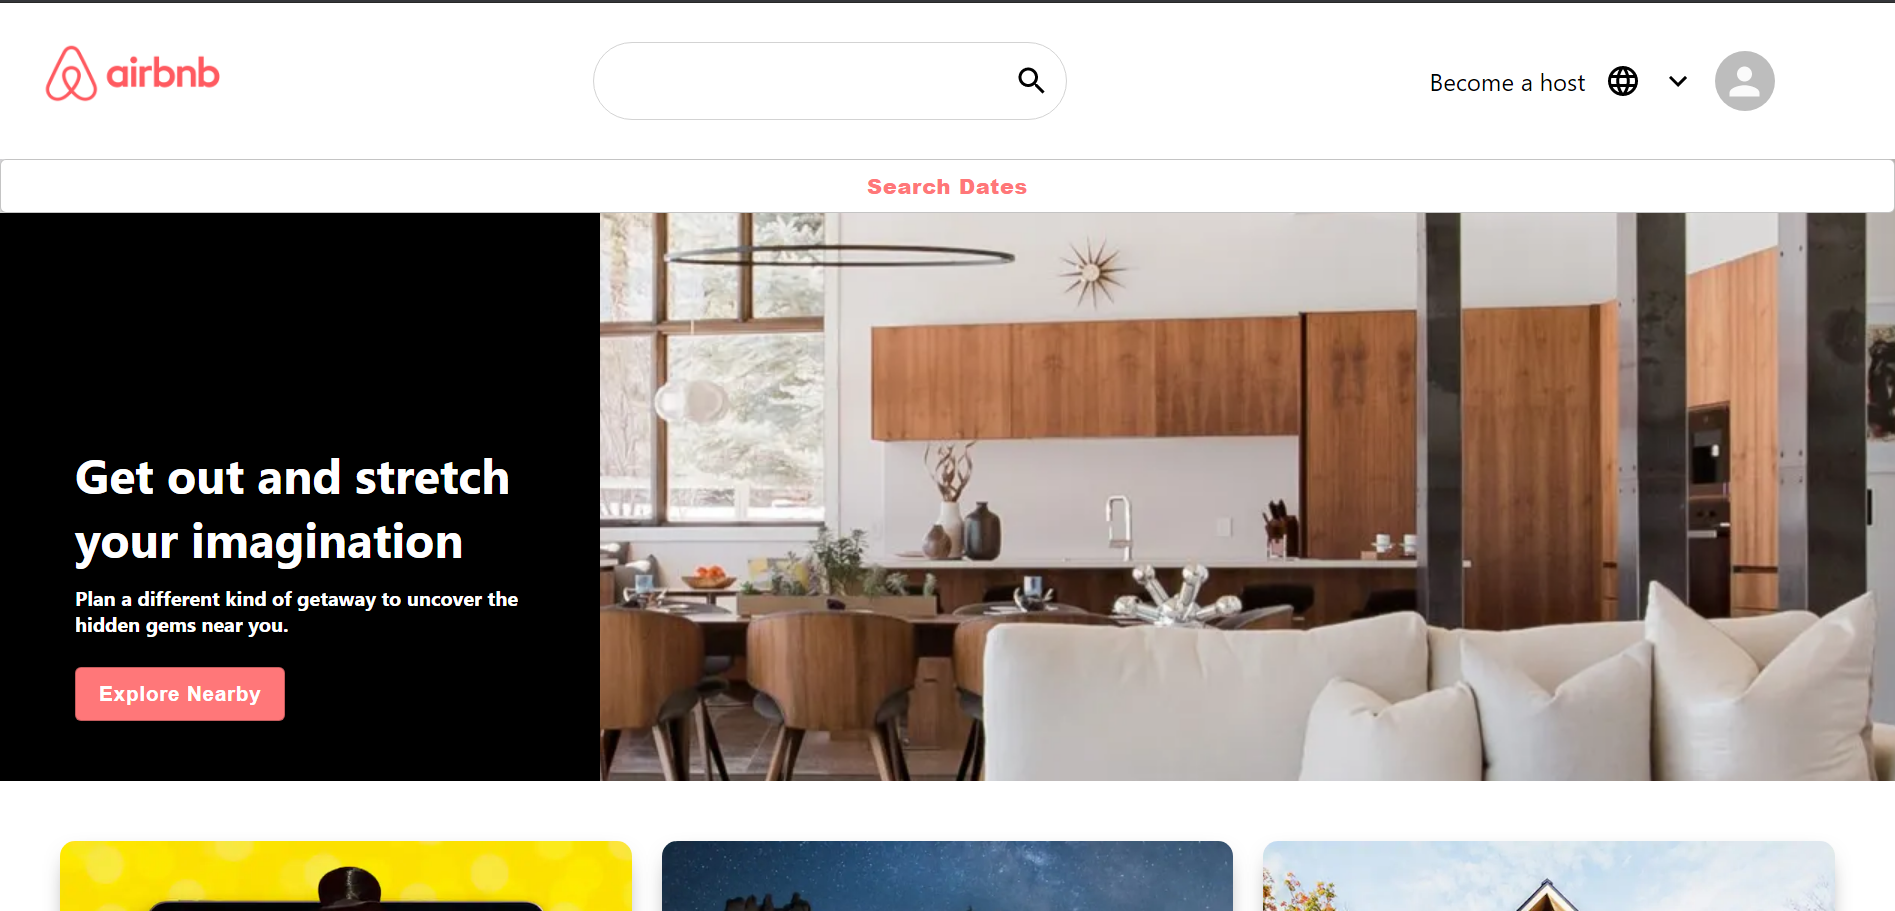 airbnb
Become a host
Search Dates
Get out and stretch
your imagination
Plan a different kind of getaway to uncover the
hidden gems near you.
Explore Nearby